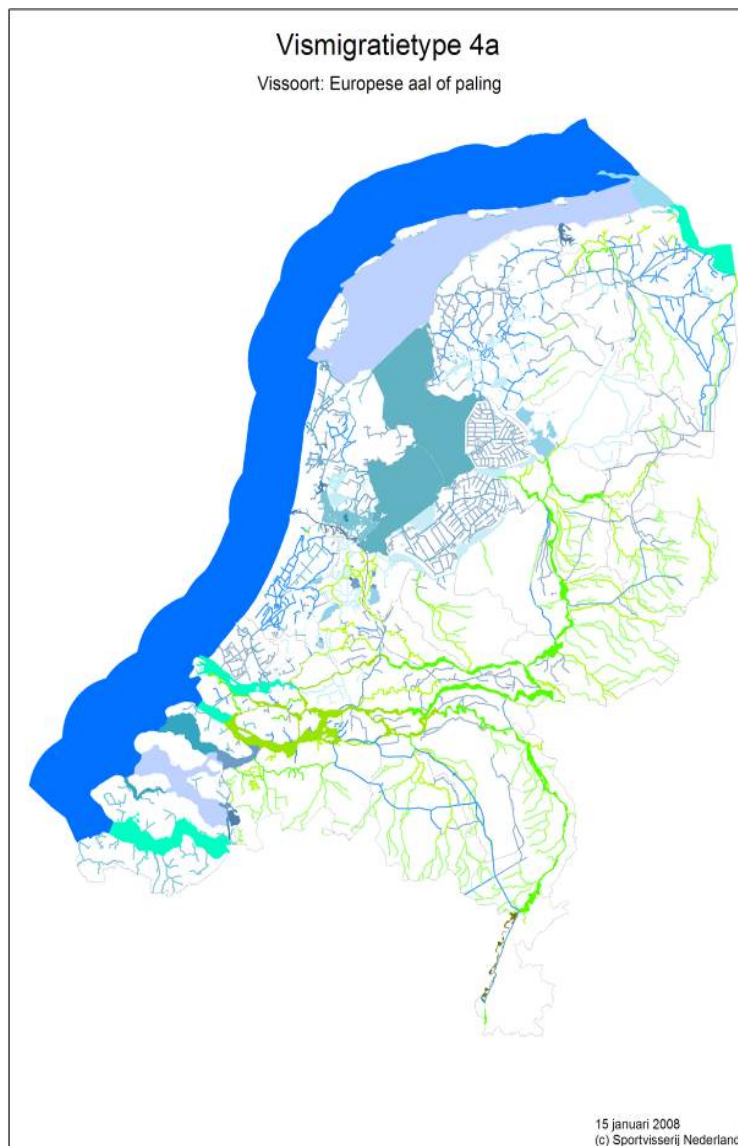 Vismigratietype 4a
Vissoort: Europese aal of paling
15 januari 2008
(c) Sportvisserij Nederland